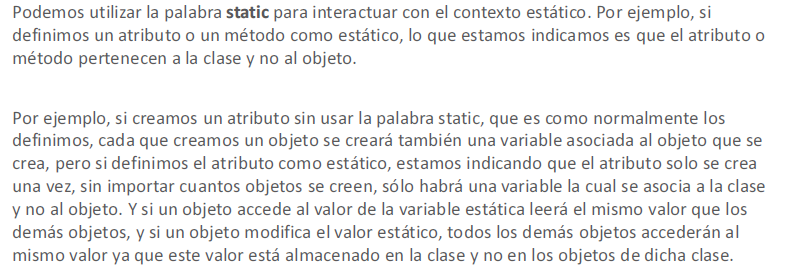 Podemos utilizar la palabra static para interactuar con el contexto estático. Por ejemplo, si
definimos un atributo o un método como estático, lo que estamos indicamos es que el atributo o
método pertenecen a la clase y no al objeto.
Por ejemplo, si creamos un atributo sin usar la palabra static, que es como normalmente los
definimos, cada que creamos un objeto se creará también una variable asociada al objeto que se
crea, pero si definimos el atributo como estático, estamos indicando que el atributo solo se crea
una vez, sin importar cuantos objetos se creen, sólo habrá una variable la cual se asocia a la clase
y no al objeto. Y si un objeto accede al valor de la variable estática leerá el mismo valor que los
demás objetos, y si un objeto modifica el valor estático, todos los demás objetos accederán al
mismo valor ya que este valor está almacenado en la clase y no en los objetos de dicha clase.